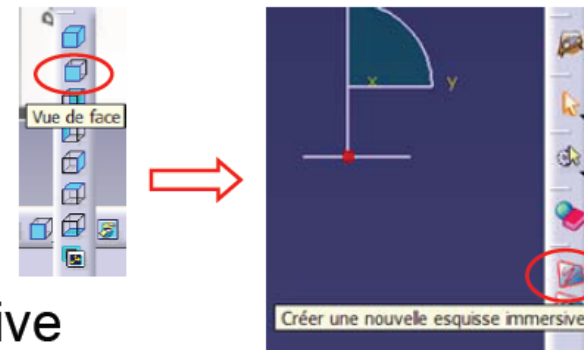 Vue de face
x
y
Créer une nouvelle esquisse immersive
ive